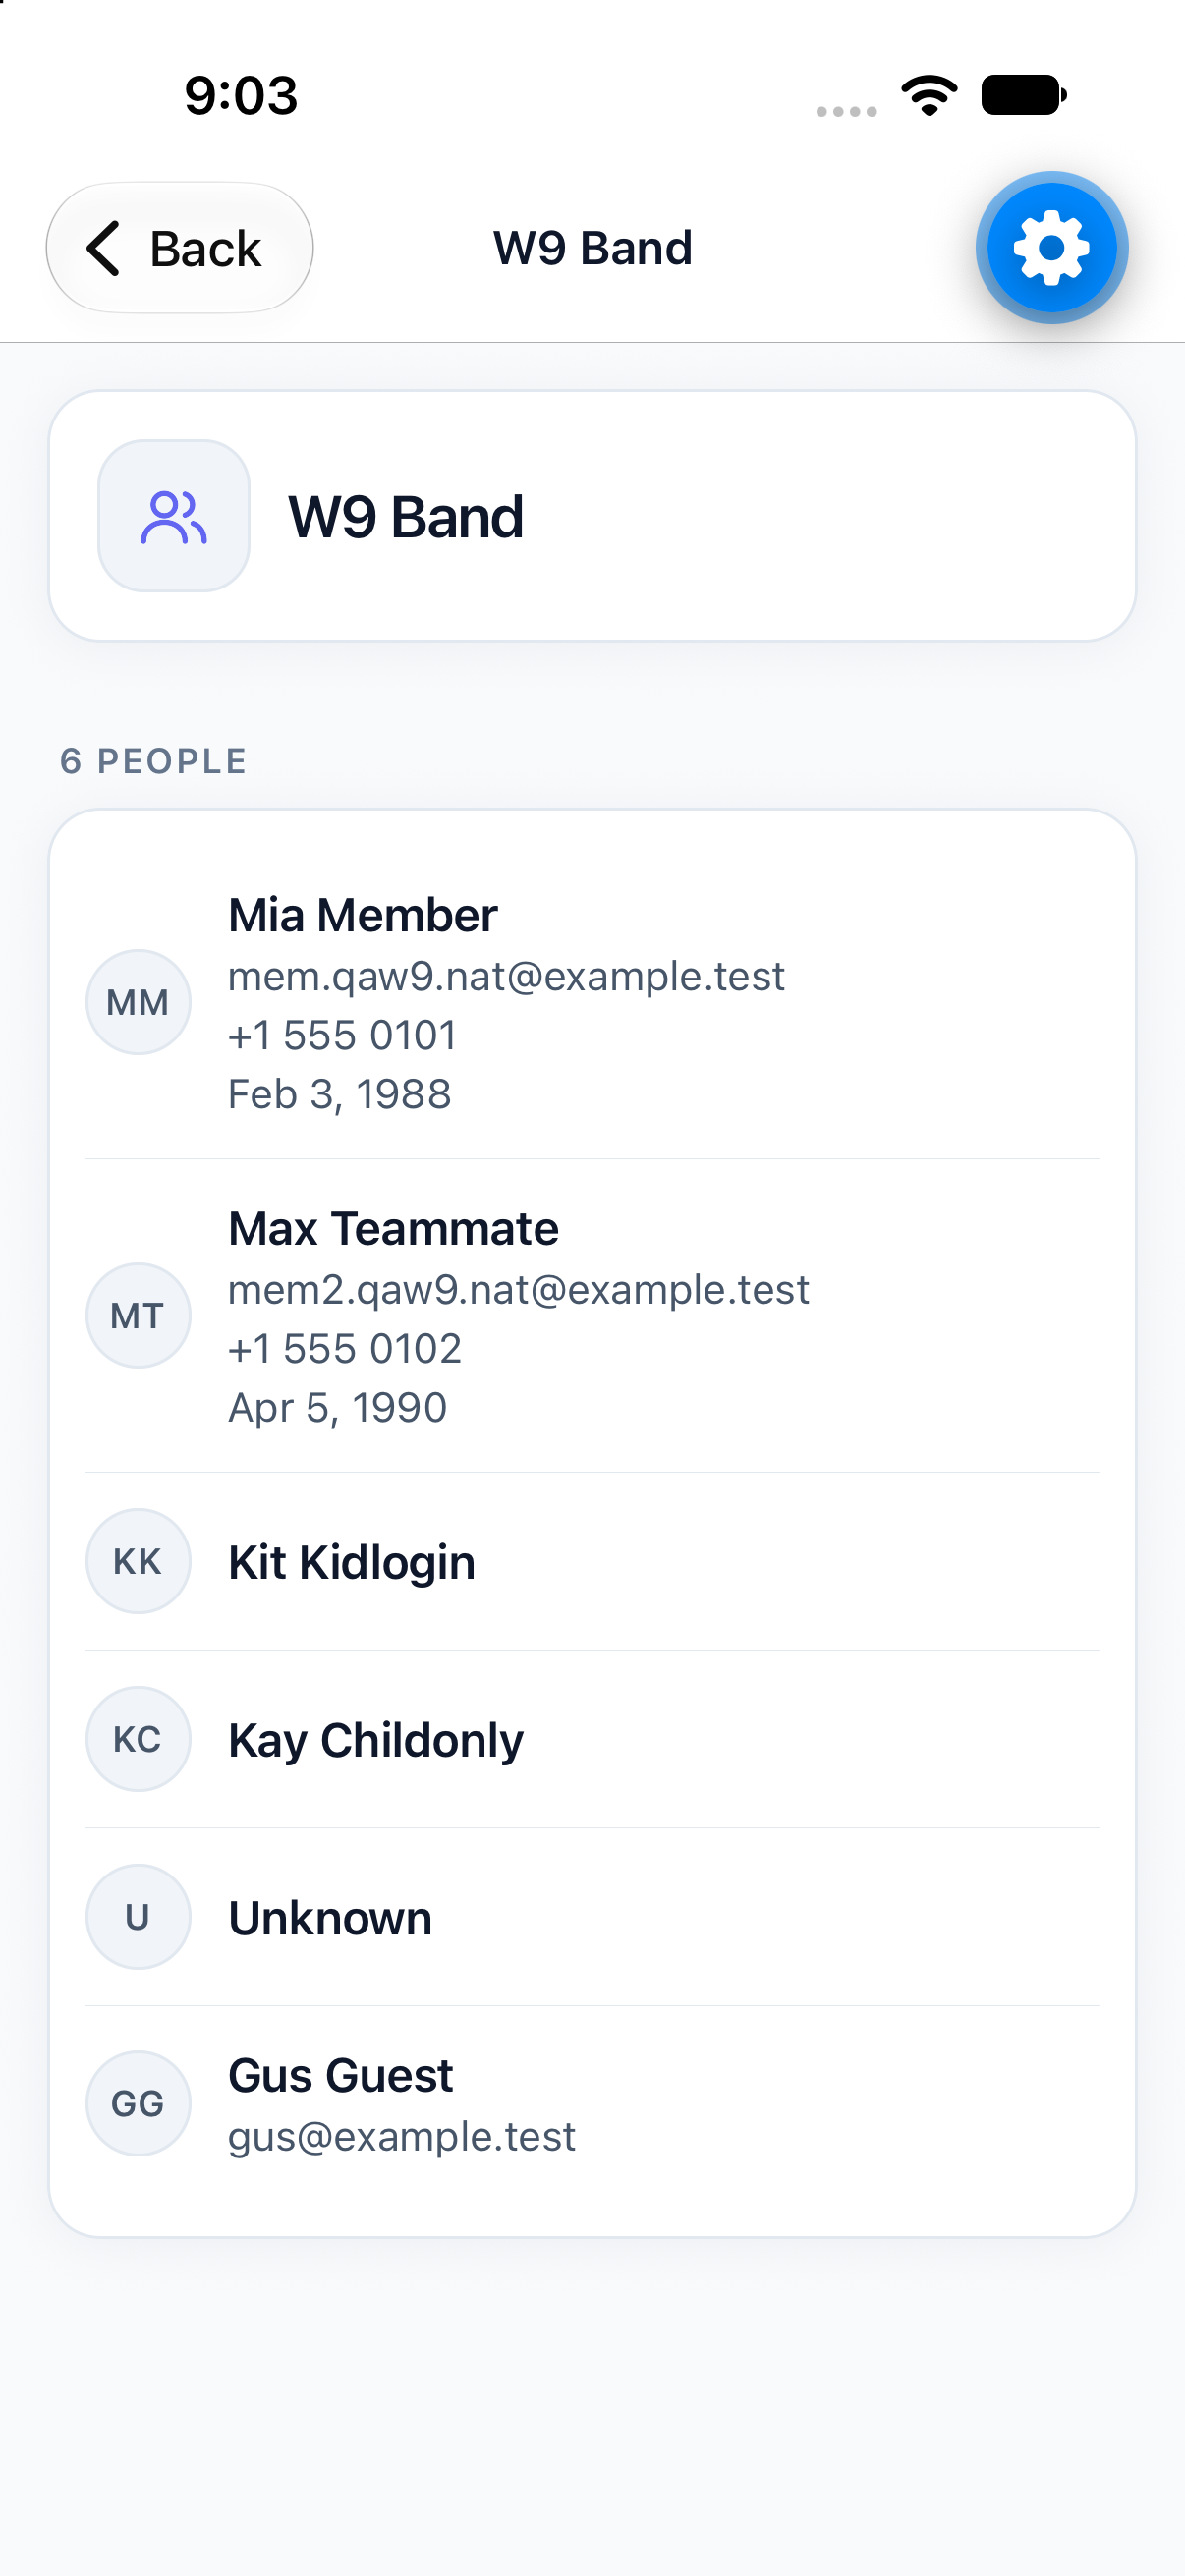 9:03
Back
W9 Band
W9 Band
6 PEOPLE
MM
Mia Member
mem.qaw9.nat@example.test
+1 555 0101
Feb 3, 1988
MT
Max Teammate
mem2.qaw9.nat@example.test
+1 555 0102
Apr 5, 1990
KK
Kit Kidlogin
KC
Kay Childonly
U
Unknown
GG
Gus Guest
gus@example.test